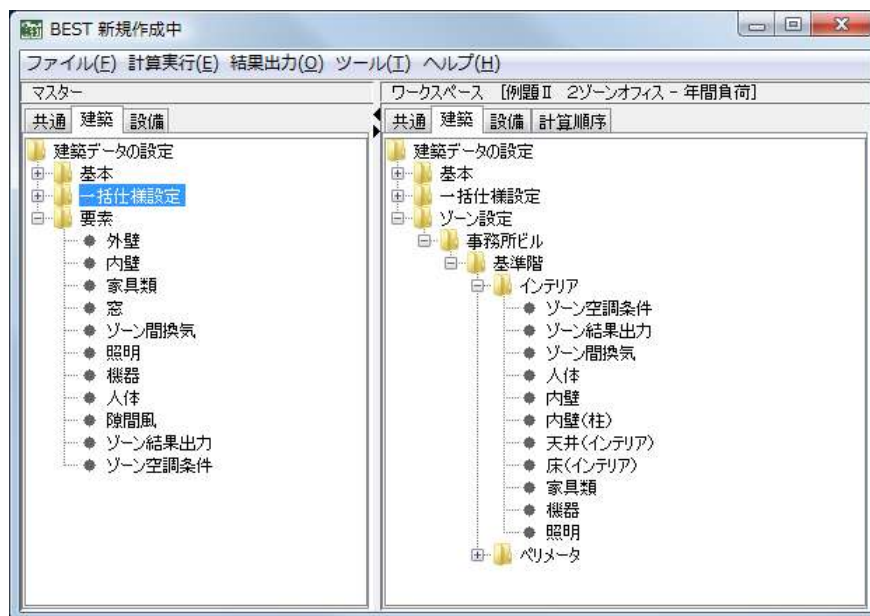 BEST 新規作成中
ファイル(F) 計算実行(E) 結果出力(O) ツール(T) ヘルプ(H)
マスター
共通 建築 設備
建築データの設定
基本
一括仕様設定
要素
外壁
内壁
家具類
窓
ゾーン間換気
照明
機器
人体
隙間風
ゾーン結果出力
ゾーン空調条件
ワークスペース [例題Ⅱ 2ゾーンオフィス - 年間負荷]
共通 建築 設備 計算順序
建築データの設定
基本
一括仕様設定
ゾーン設定
事務所ビル
基準階
インテリア
ゾーン空調条件
ゾーン結果出力
ゾーン間換気
人体
内壁
内壁(柱)
天井(インテリア)
床(インテリア)
家具類
機器
照明
ペリメータ